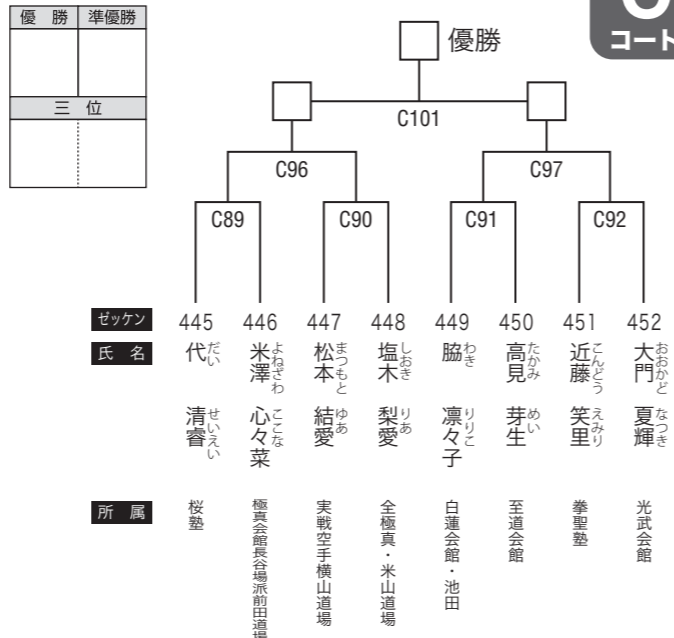 優 勝 準優勝
三 位
優勝
コート
C101
C96 C97
C89 C90 C91 C92
ゼッケン 445 446 447 448 449 450 451 452
氏 名
代 清睿
だい せいえい
米澤 心々菜
よねざわ ここな
松本 結愛
まつもと ゆあ
塩木 梨愛
しおき りあ
脇 凛々子
わき りりこ
高見 芽生
たかみ めい
近藤 笑里
こんどう えみり
大門 夏輝
おおかど なつき
所 属
桜塾
極真会館長谷場派前田道場
実戦空手横山道場
全極真・米山道場
白蓮会館・池田
至道会館
拳聖塾
光武会館